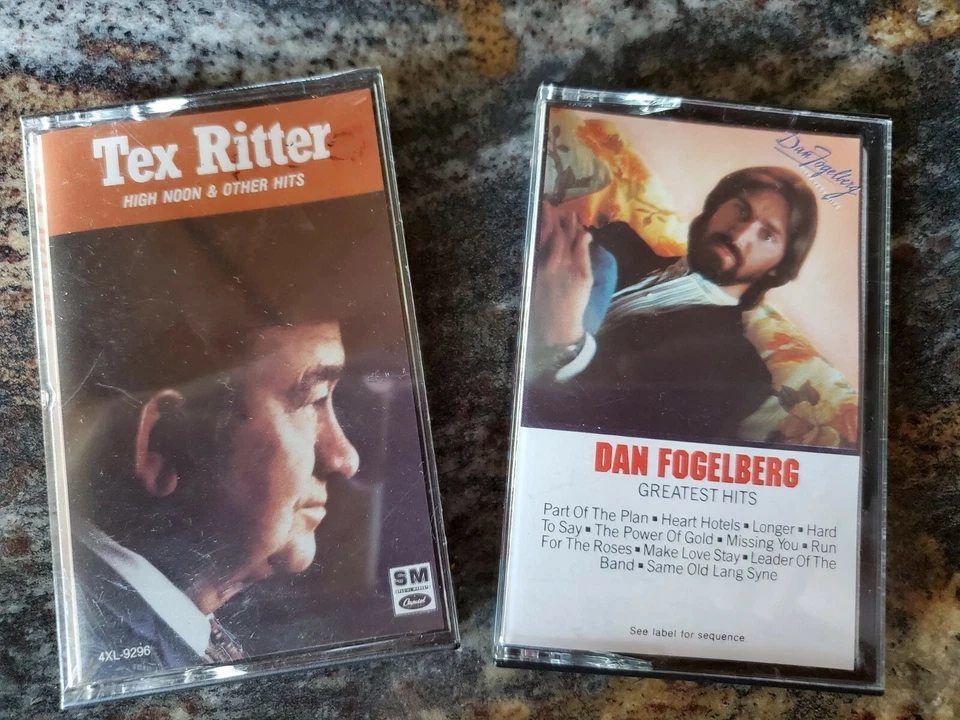 Tex Ritter
HIGH NOON & OTHER HITS
SM
Capitol
4XL-9296
Dan Fogelberg
DAN FOGELBERG
GREATEST HITS
Part Of The Plan ▪ Heart Hotels ▪ Longer ▪ Hard
To Say ▪ The Power Of Gold ▪ Missing You ▪ Run
For The Roses ▪ Make Love Stay ▪ Leader Of The
Band ▪ Same Old Lang Syne
See label for sequence